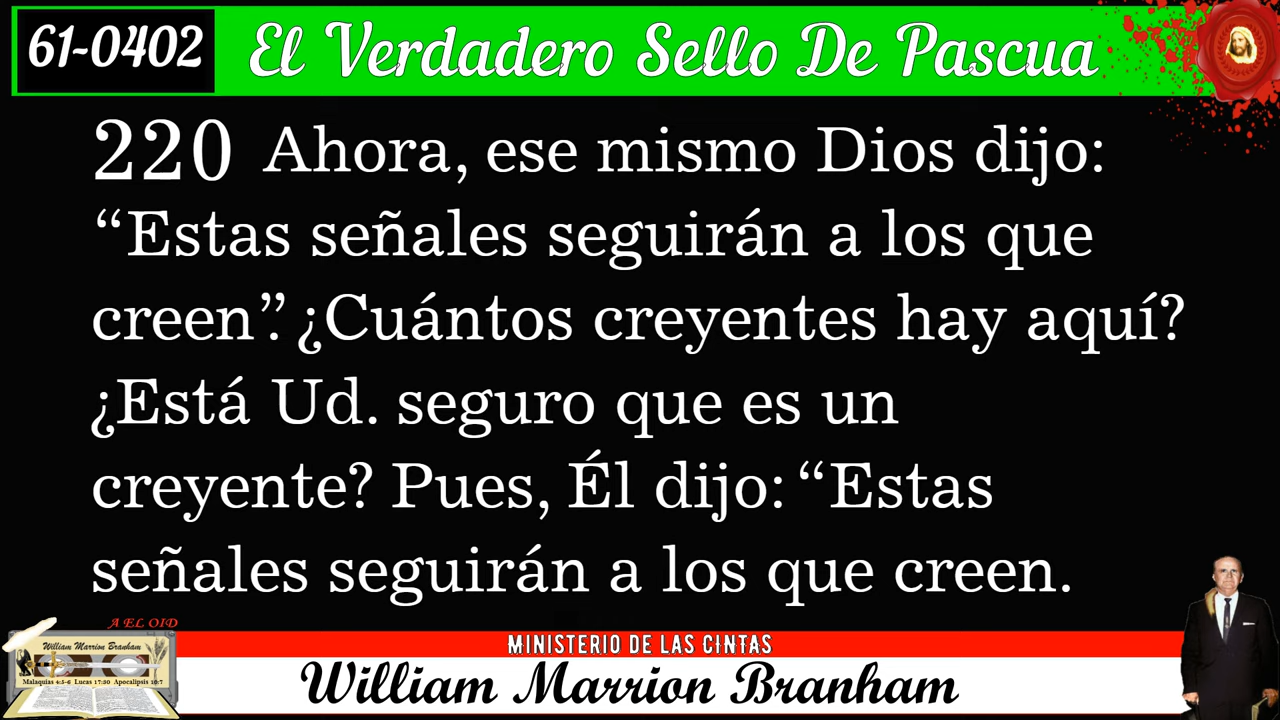 61-0402 El Verdadero Sello De Pascua
220 Ahora, ese mismo Dios dijo:
“Estas señales seguirán a los que
creen”. ¿Cuántos creyentes hay aquí?
¿Está Ud. seguro que es un
creyente? Pues, Él dijo: “Estas
señales seguirán a los que creen.
A EL OID
William Marrion Branham
Malaquias 4:5-6 Lucas 17:30 Apocalipsis 10:7
MINISTERIO DE LAS CINTAS
William Marrion Branham